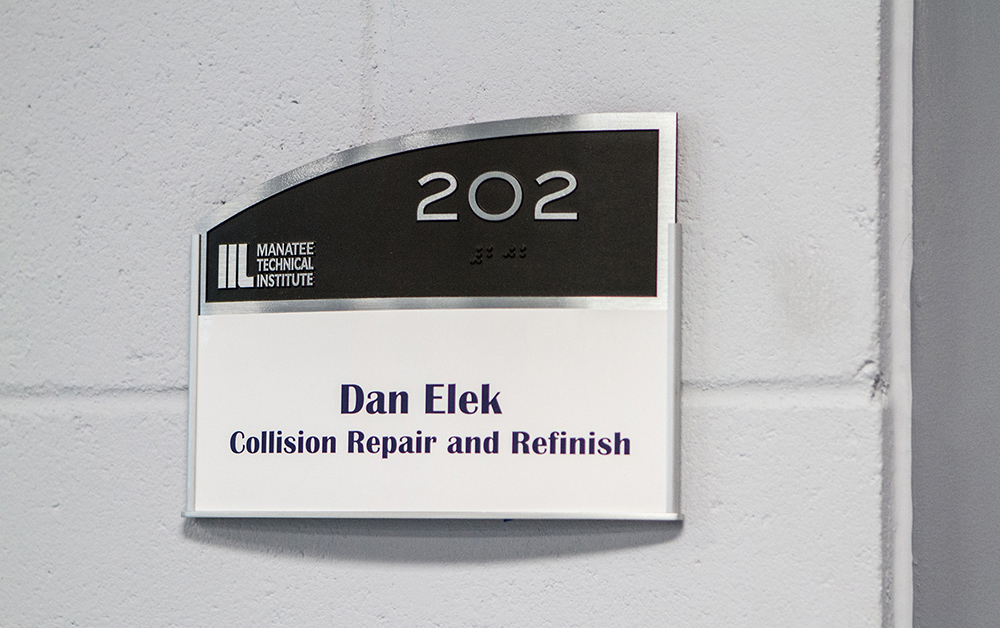 202
MANATEE
TECHNICAL
INSTITUTE
Dan Elek
Collision Repair and Refinish